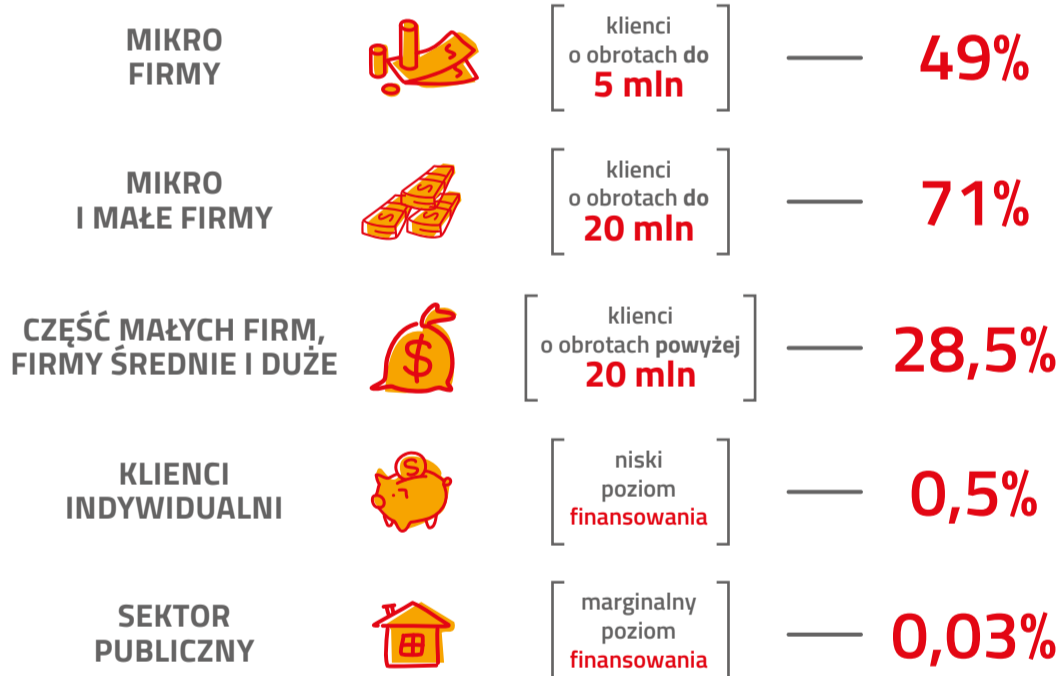 MIKRO
FIRMY
klienci
o obrotach do
5 mln
49%
MIKRO
I MAŁE FIRMY
klienci
o obrotach do
20 mln
71%
CZĘŚĆ MAŁYCH FIRM,
FIRMY ŚREDNIE I DUŻE
klienci
o obrotach powyżej
20 mln
28,5%
KLIENCI
INDYWIDUALNI
niski
poziom
finansowania
0,5%
SEKTOR
PUBLICZNY
marginalny
poziom
finansowania
0,03%